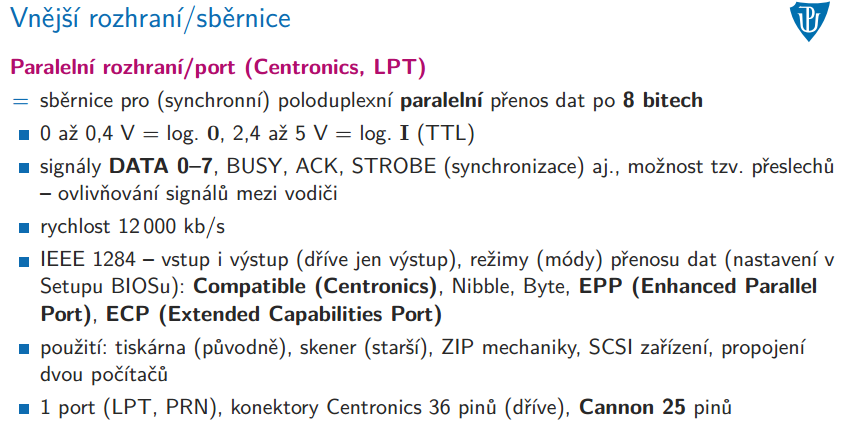 Vnější rozhraní/sběrnice
Paralelní rozhraní/port (Centronics, LPT)
= sběrnice pro (synchronní) poloduplexní paralelní přenos dat po 8 bitech
0 až 0,4 V = log. 0, 2,4 až 5 V = log. I (TTL)
signály DATA 0–7, BUSY, ACK, STROBE (synchronizace) aj., možnost tzv. přeslechů
– ovlivňování signálů mezi vodiči
rychlost 12 000 kb/s
IEEE 1284 – vstup i výstup (dříve jen výstup), režimy (módy) přenosu dat (nastavení v
Setupu BIOSu): Compatible (Centronics), Nibble, Byte, EPP (Enhanced Parallel
Port), ECP (Extended Capabilities Port)
použití: tiskárna (původně), skener (starší), ZIP mechaniky, SCSI zařízení, propojení
dvou počítačů
1 port (LPT, PRN), konektory Centronics 36 pinů (dříve), Cannon 25 pinů